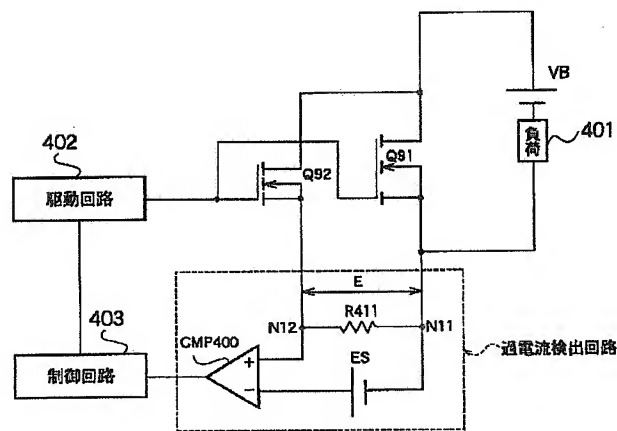 VB
402
Q91
負荷
401
Q92
駆動回路
E
R411
403
CMP400
N12
N11
+
ES
過電流検出回路
制御回路
−